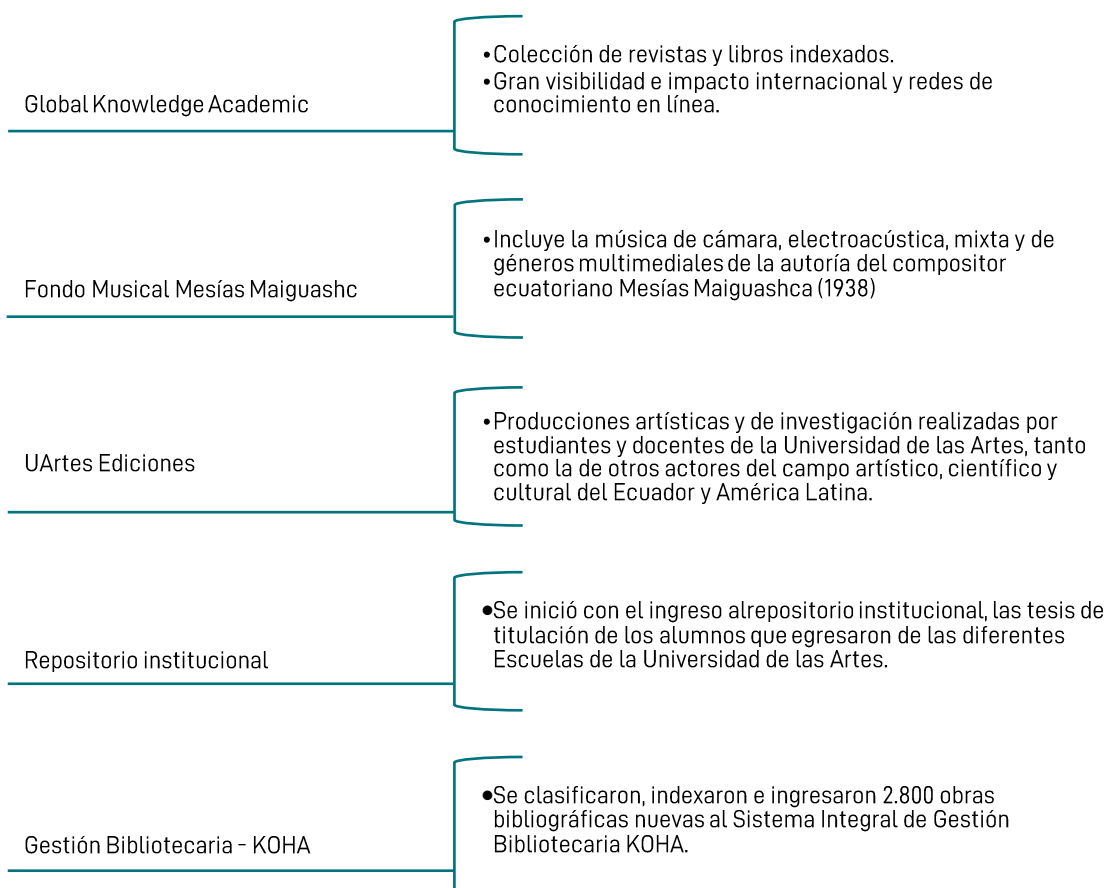 Global Knowledge Academic
•Colección de revistas y libros indexados.
•Gran visibilidad e impacto internacional y redes de
conocimiento en línea.
Fondo Musical Mesías Maiguashc
•Incluye la música de cámara, electroacústica, mixta y de
géneros multimediales de la autoría del compositor
ecuatoriano Mesías Maiguashca (1938)
UArtes Ediciones
•Producciones artísticas y de investigación realizadas por
estudiantes y docentes de la Universidad de las Artes, tanto
como la de otros actores del campo artístico, científico y
cultural del Ecuador y América Latina.
Repositorio institucional
•Se inició con el ingreso alrepositorio institucional, las tesis de
titulación de los alumnos que egresaron de las diferentes
Escuelas de la Universidad de las Artes.
Gestión Bibliotecaria - KOHA
•Se clasificaron, indexaron e ingresaron 2.800 obras
bibliográficas nuevas al Sistema Integral de Gestión
Bibliotecaria KOHA.